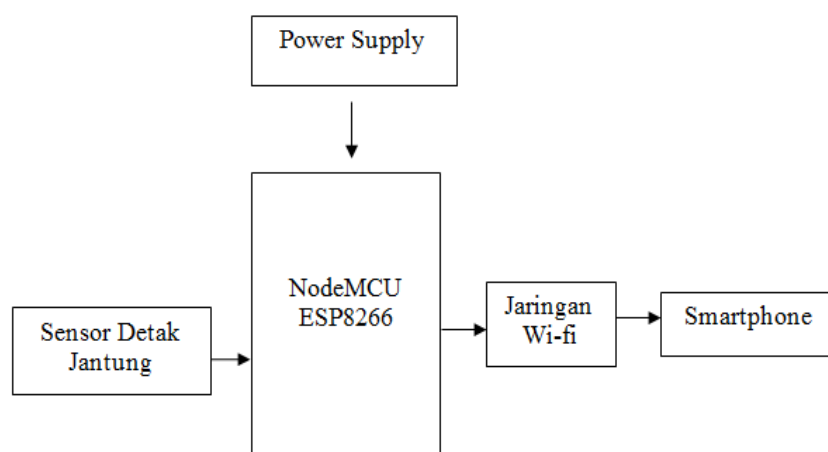 Power Supply
NodeMCU
ESP8266
Sensor Detak
Jantung
Jaringan
Wi-fi
Smartphone